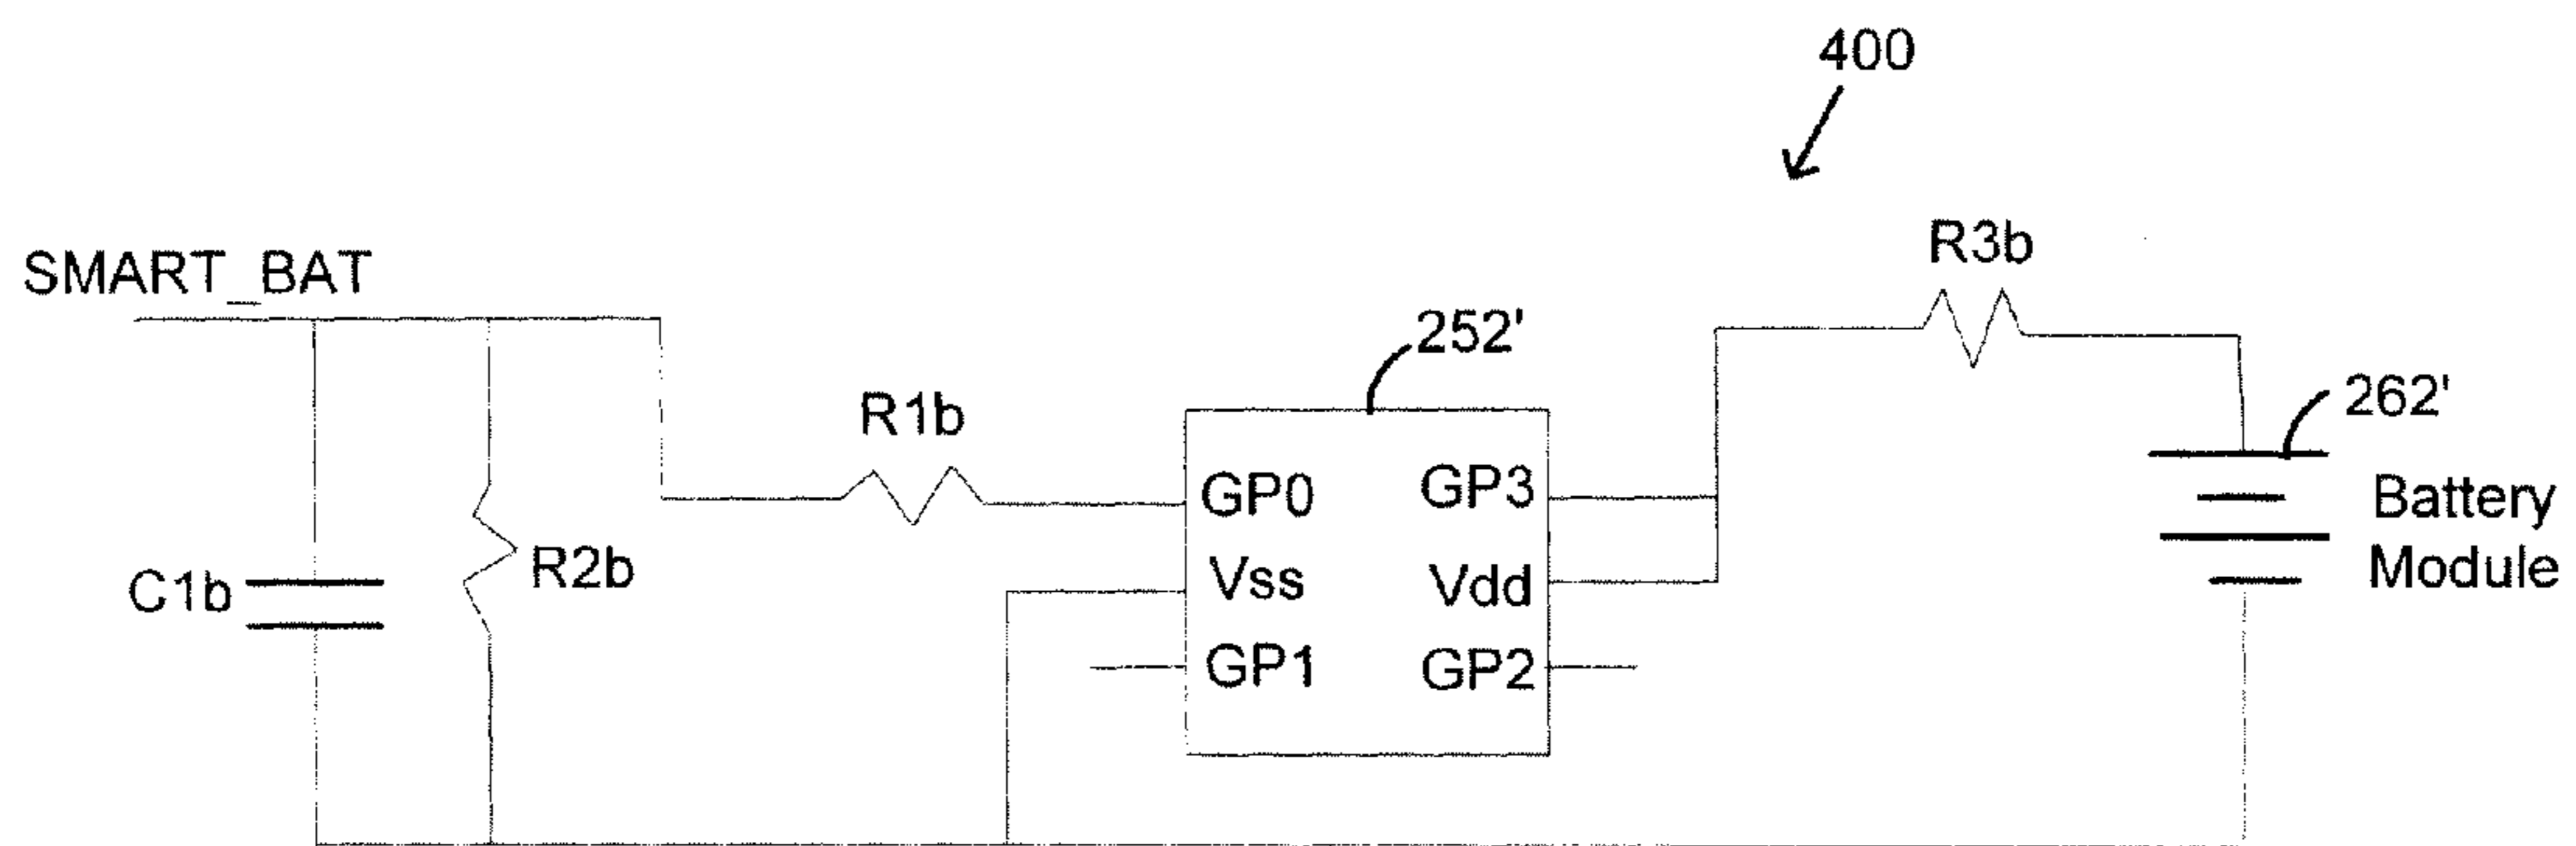 400
R3b
SMART_BAT
252'
262'
R1b
GP0
GP3
Battery
Module
Vss
Vdd
C1b
R2b
GP1
GP2